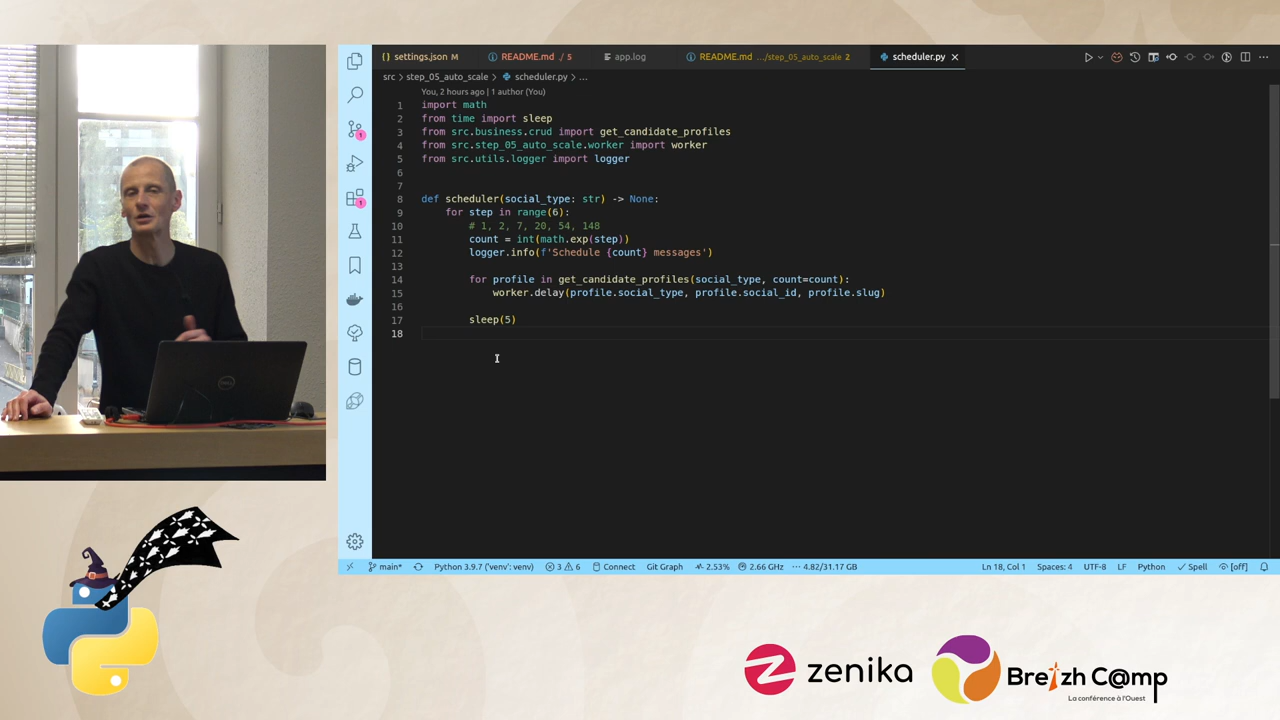 settings.json M
README.md ./ 5
app.log
README.md .../step_05_auto_scale 2
scheduler.py
src > step_05_auto_scale > scheduler.py > ...
You, 2 hours ago | 1 author (You)
1 import math
2 from time import sleep
3 from src.business.crud import get_candidate_profiles
4 from src.step_05_auto_scale.worker import worker
5 from src.utils.logger import logger
6
7
8 def scheduler(social_type: str) -> None:
9 for step in range(6):
10 # 1, 2, 7, 20, 54, 148
11 count = int(math.exp(step))
12 logger.info(f'Schedule {count} messages')
13
14 for profile in get_candidate_profiles(social_type, count=count):
15 worker.delay(profile.social_type, profile.social_id, profile.slug)
16
17 sleep(5)
18
1
1
main* Python 3.9.7 ('venv': venv) 3 6 Connect Git Graph 2.53% 2.66 GHz 4.82/31.17 GB Ln 18, Col 1 Spaces: 4 UTF-8 LF Python Spell [off]
DELL
zenika
Breizh C@mp
La conférence à l'Ouest